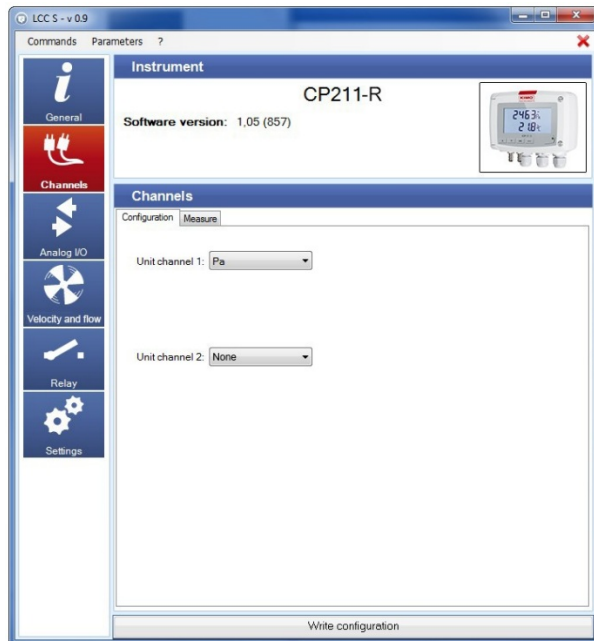 LCC S - v 0.9
Commands Parameters ?
Instrument
CP211-R
Software version: 1,05 (857)
General
Channels
Analog I/O
Velocity and flow
Relay
Settings
Channels
Configuration Measure
Unit channel 1: Pa
Unit channel 2: None
Write configuration